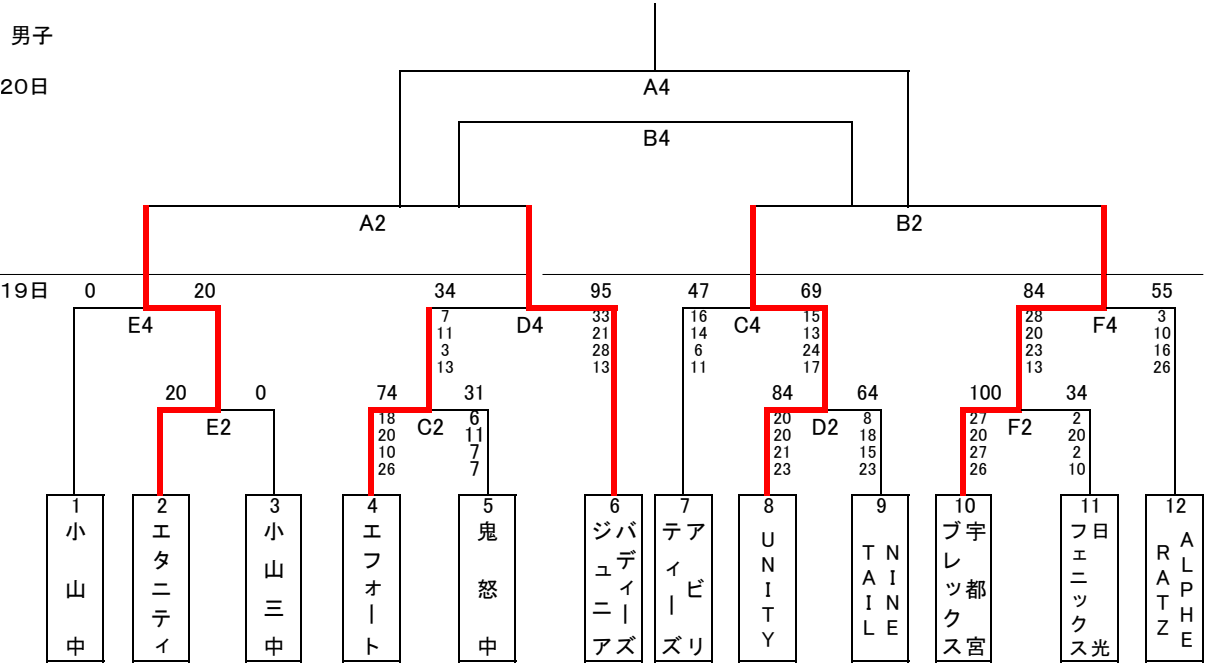 男子
20日
A4
B4
A2
B2
19日
0
20
34
95
47
69
84
55
E4
D4
C4
F4
7
11
3
13
33
21
28
13
16
14
6
11
15
13
24
17
28
20
23
13
3
10
16
26
20
0
74
31
84
64
100
34
E2
C2
D2
F2
18
20
10
26
6
11
7
7
20
20
21
23
8
18
15
23
27
20
27
26
2
20
2
10
1
小山中
2
エタニティ
3
小山三中
4
エフォート
5
鬼怒中
6
バディーズ
ジュニア
7
アビリ
ティーズ
8
UNITY
9
NINE
TAIL
10
宇都宮
ブレックス
11
日光
フェニックス
12
ALPHE
RATZ